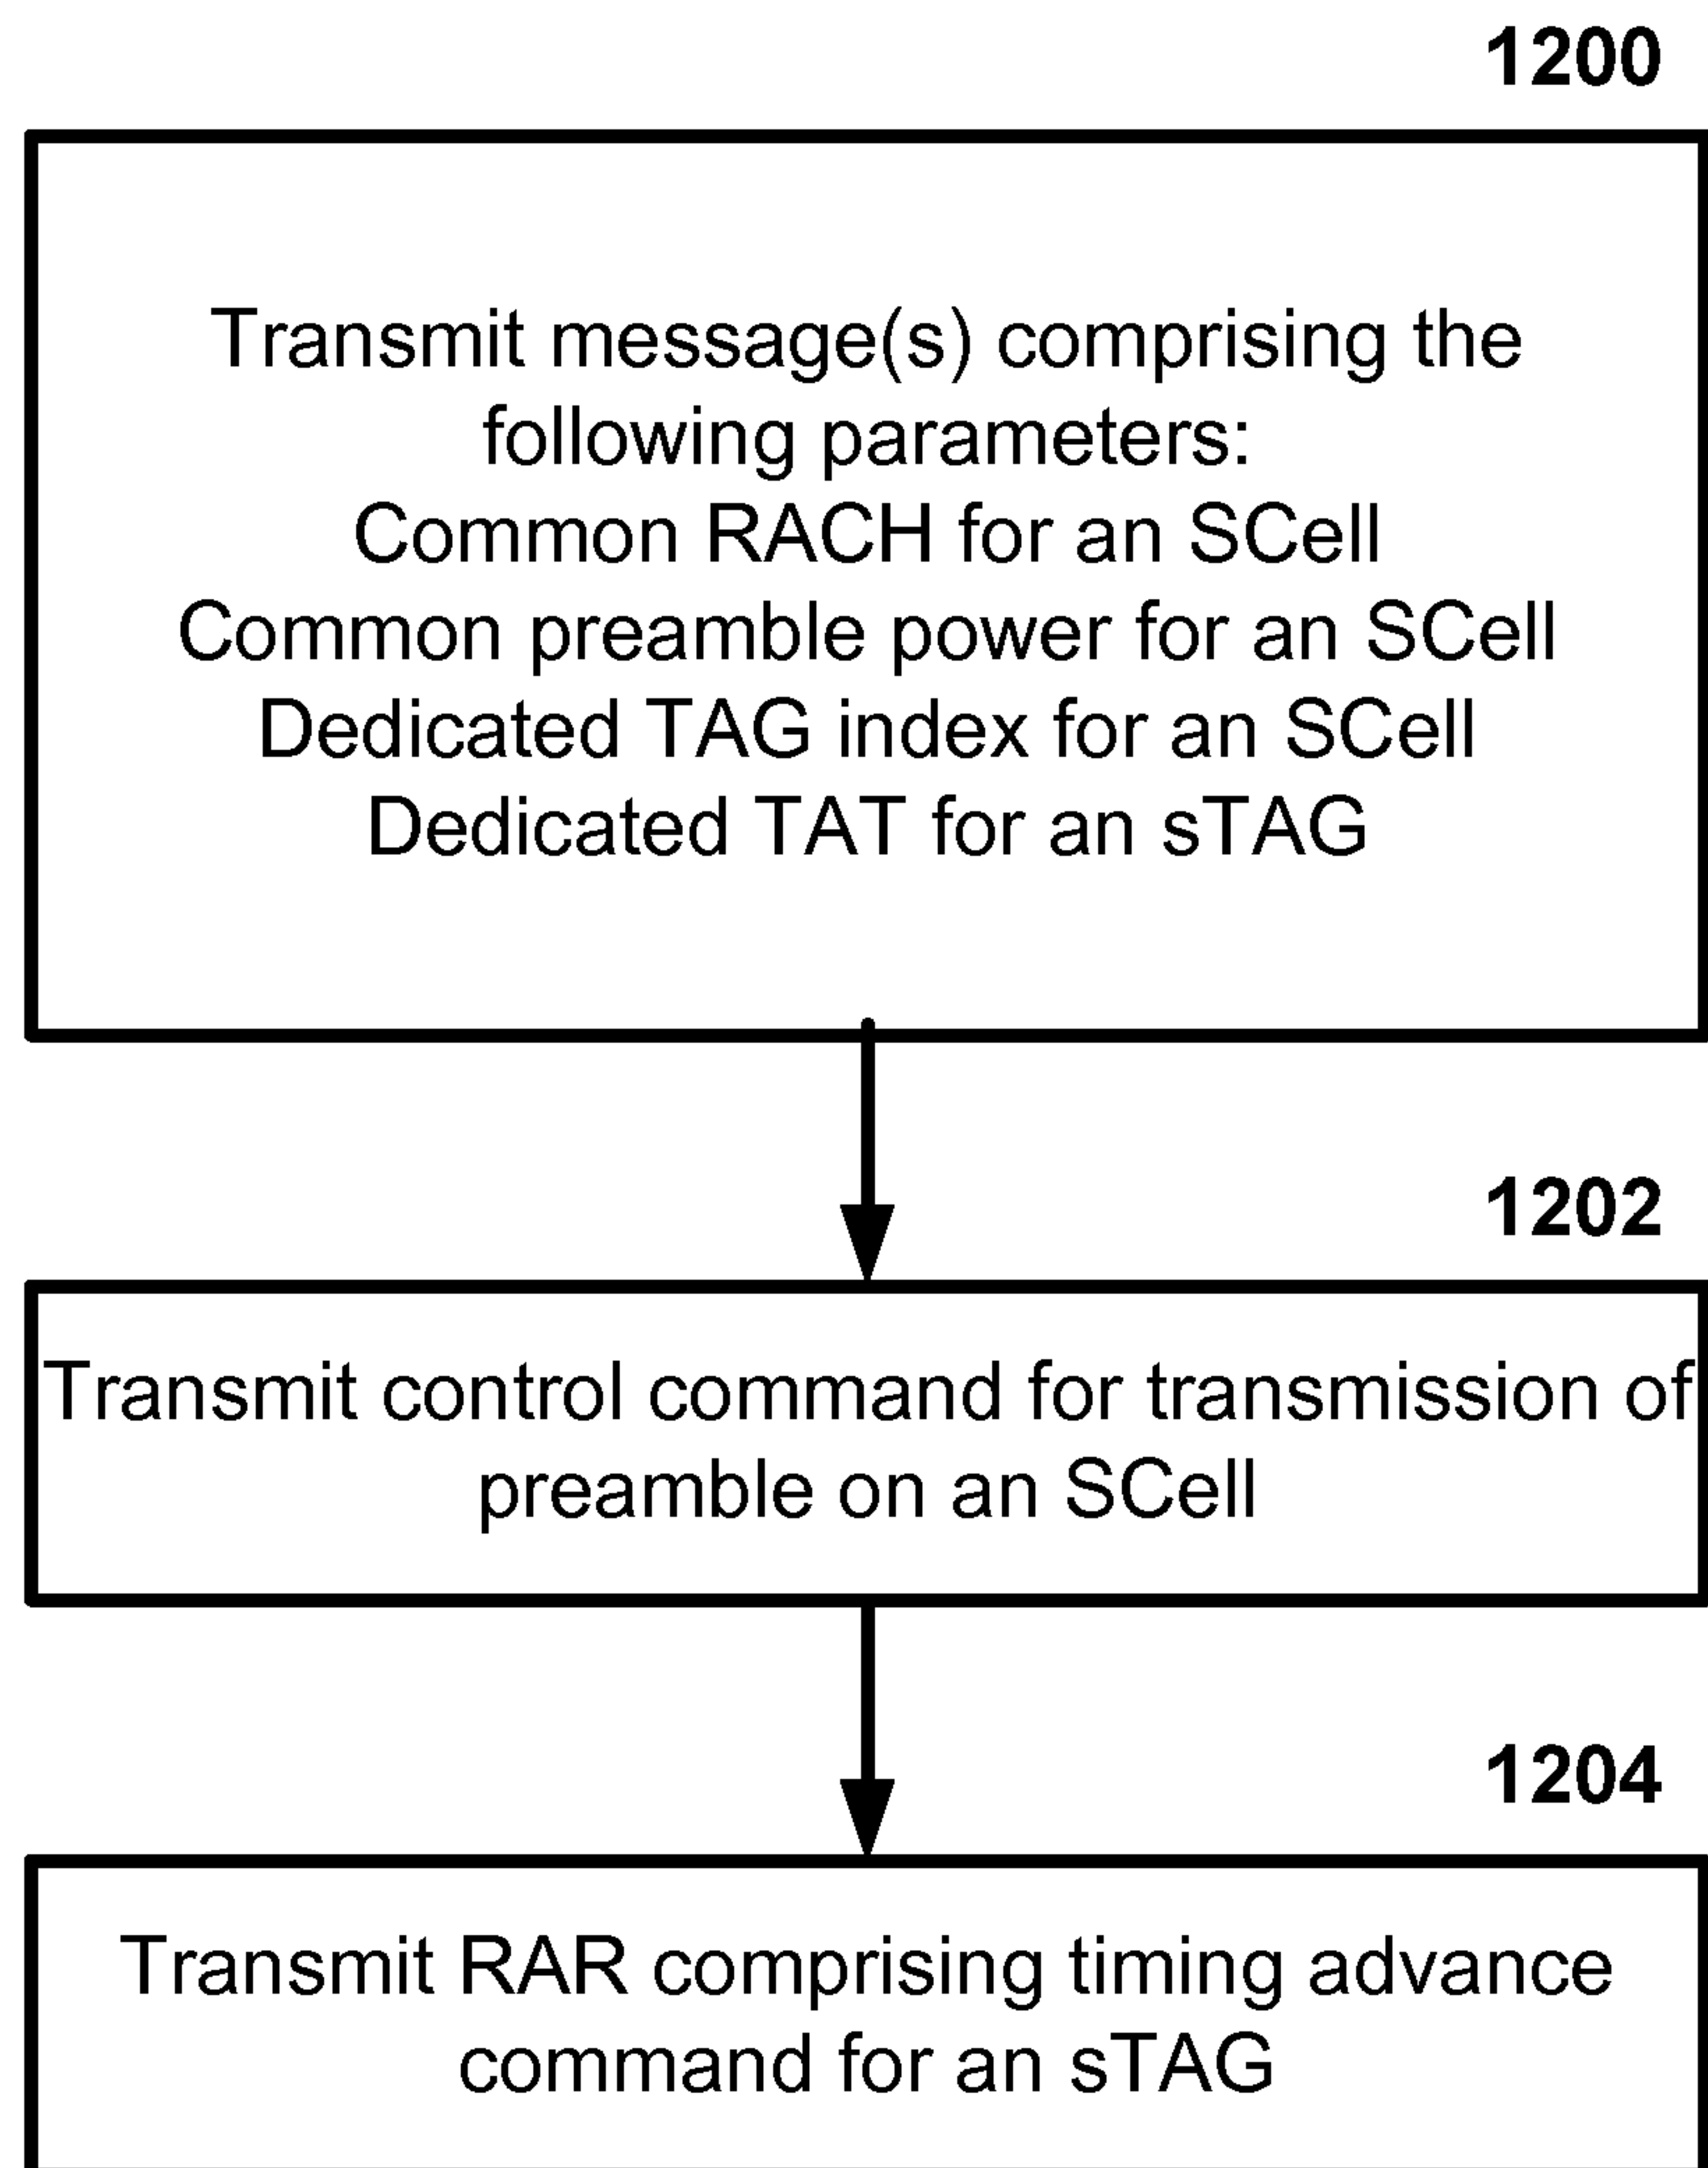 1200
Transmit message(s) comprising the
following parameters:
Common RACH for an SCell
Common preamble power for an SCell
Dedicated TAG index for an SCell
Dedicated TAT for an sTAG
1202
Transmit control command for transmission of
preamble on an SCell
1204
Transmit RAR comprising timing advance
command for an sTAG